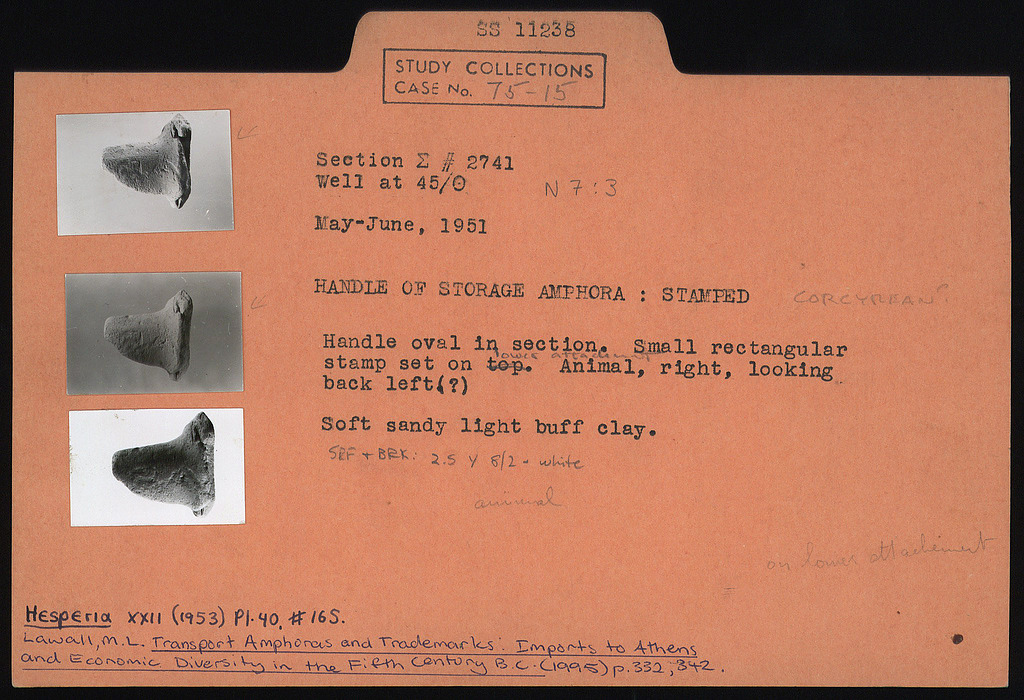 SS 11238
STUDY COLLECTIONS
CASE No. 75-15
Section Σ # 2741
Well at 45/Θ
N 7:3
May-June, 1951
HANDLE OF STORAGE AMPHORA : STAMPED CORCYREAN?
Handle oval in section. Small rectangular
lower attachment
stamp set on top. Animal, right, looking
back left(?)
Soft sandy light buff clay.
SRF + BRK: 2.5 Y 8/2 - white
animal
on lower attachment
Hesperia XXII (1953) Pl. 40, # 165.
Lawall, M.L. Transport Amphoras and Trademarks: Imports to Athens
and Economic Diversity in the Fifth Century B.C. (1995) p. 332, 342.